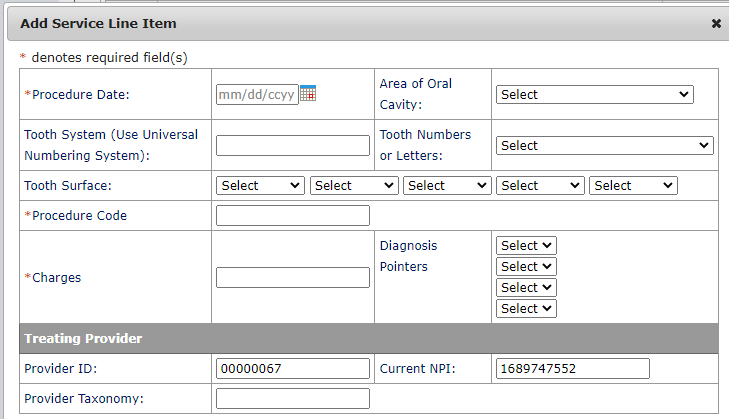 Add Service Line Item ✖
* denotes required field(s)
*Procedure Date: mm/dd/ccyy Area of Oral Cavity: Select
Tooth System (Use Universal Numbering System): Tooth Numbers or Letters: Select
Tooth Surface: Select Select Select Select Select
*Procedure Code
*Charges Diagnosis Pointers Select
Select
Select
Select
Treating Provider
Provider ID: 00000067 Current NPI: 1689747552
Provider Taxonomy: